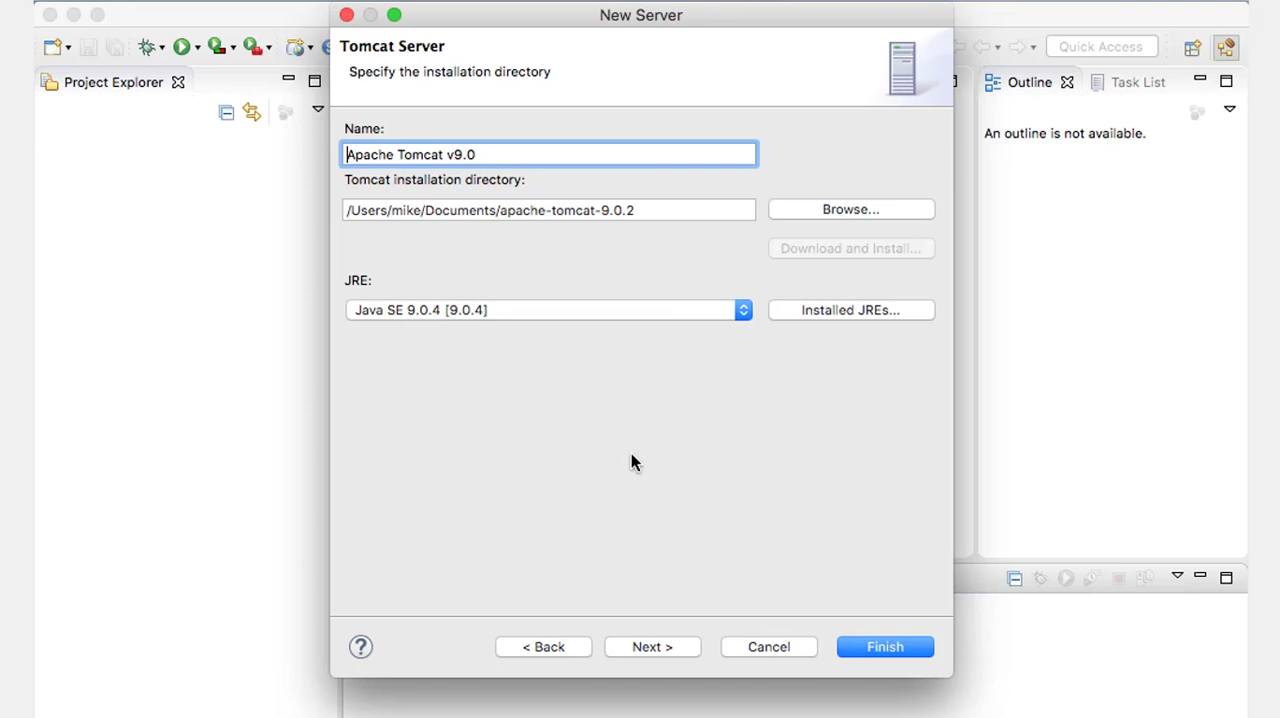 New Server
Tomcat Server
Specify the installation directory
Quick Access
Project Explorer
Outline
Task List
An outline is not available.
Name:
Apache Tomcat v9.0
Tomcat installation directory:
/Users/mike/Documents/apache-tomcat-9.0.2
Browse...
Download and Install...
JRE:
Java SE 9.0.4 [9.0.4]
Installed JREs...
?
< Back
Next >
Cancel
Finish